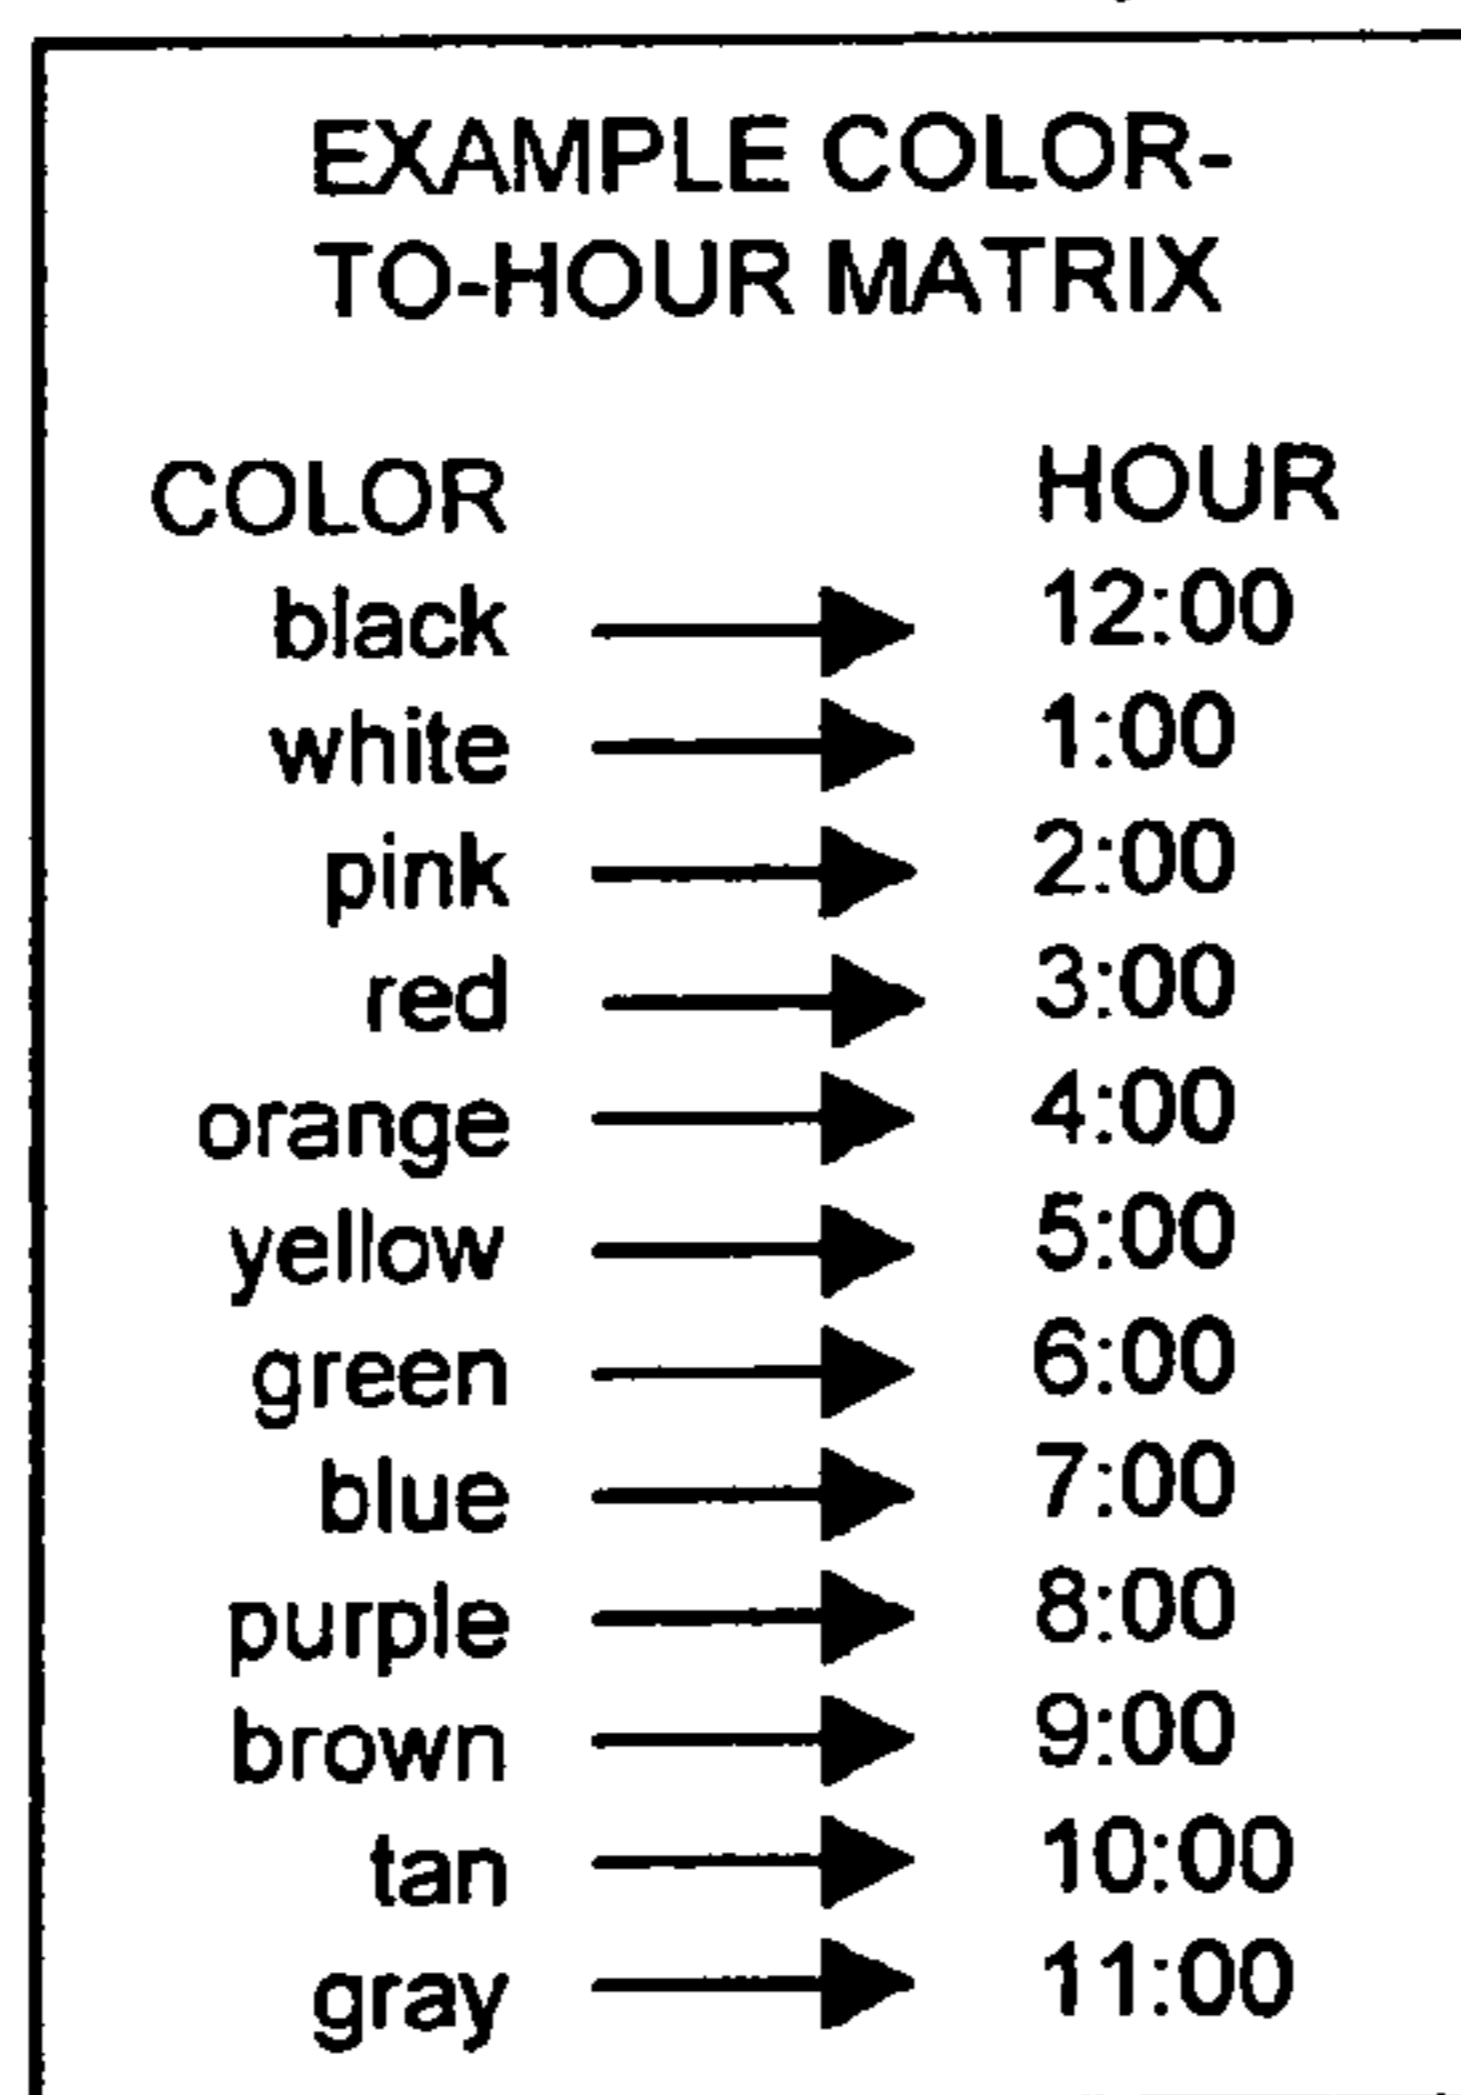 EXAMPLE COLOR-
TO-HOUR MATRIX
COLOR HOUR
black 12:00
white 1:00
pink 2:00
red 3:00
orange 4:00
yellow 5:00
green 6:00
blue 7:00
purple 8:00
brown 9:00
tan 10:00
gray 11:00